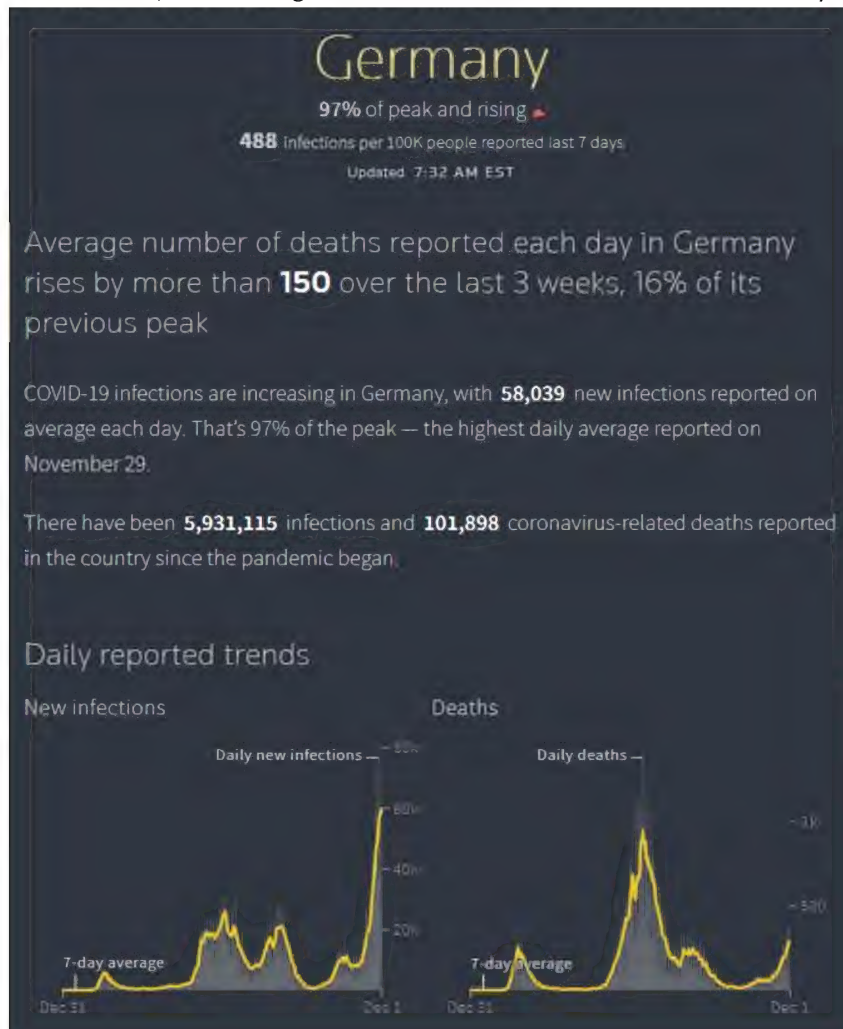 Germany
97% of peak and rising
488 infections per 100K people reported last 7 days
Updated 7:32 AM EST
Average number of deaths reported each day in Germany
rises by more than 150 over the last 3 weeks, 16% of its
previous peak
COVID-19 infections are increasing in Germany, with 58,039 new infections reported on
average each day. That's 97% of the peak — the highest daily average reported on
November 29.
There have been 5,931,115 infections and 101,898 coronavirus-related deaths reported
in the country since the pandemic began.
Daily reported trends
New infections Deaths
Daily new infections
80K
60K
40K
20K
7-day average
Dec 31 Dec 1
Daily deaths
1K
500
7-day average
Dec 31 Dec 1